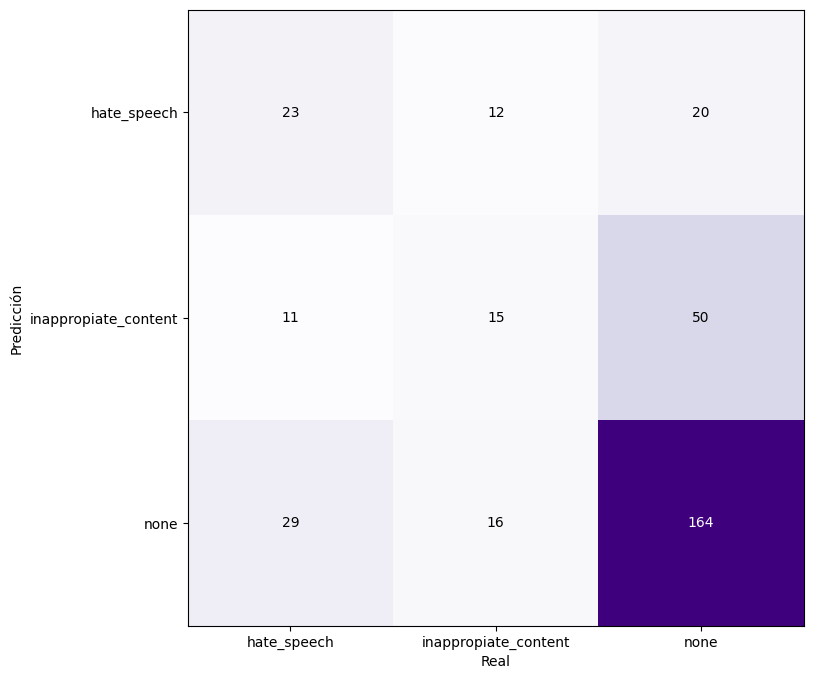 hate_speech
23
12
20
Predicción
inappropiate_content
11
15
50
none
29
16
164
hate_speech
inappropiate_content
none
Real